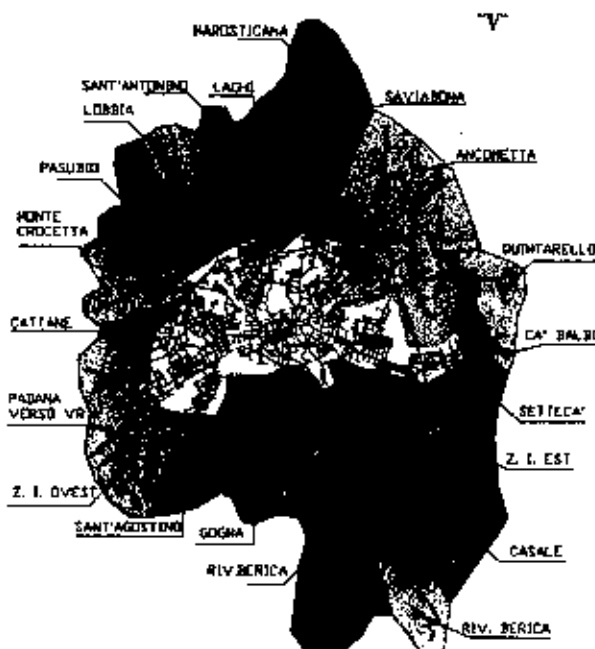 "V"
MAROSTICANA
SANT'ANTONINO
LAGHI
LOBBIA
SAVIABONA
ANCONETTA
PASUBIO
MONTE
CROCETTA
QUINTARELLO
CATTANE
CA' BALBI
PADANA
VERSO VR
SETTECA'
Z. I. EST
Z. I. OVEST
SANT'AGOSTINO
GOGNA
CASALE
RIV.BERICA
RIV. BERICA